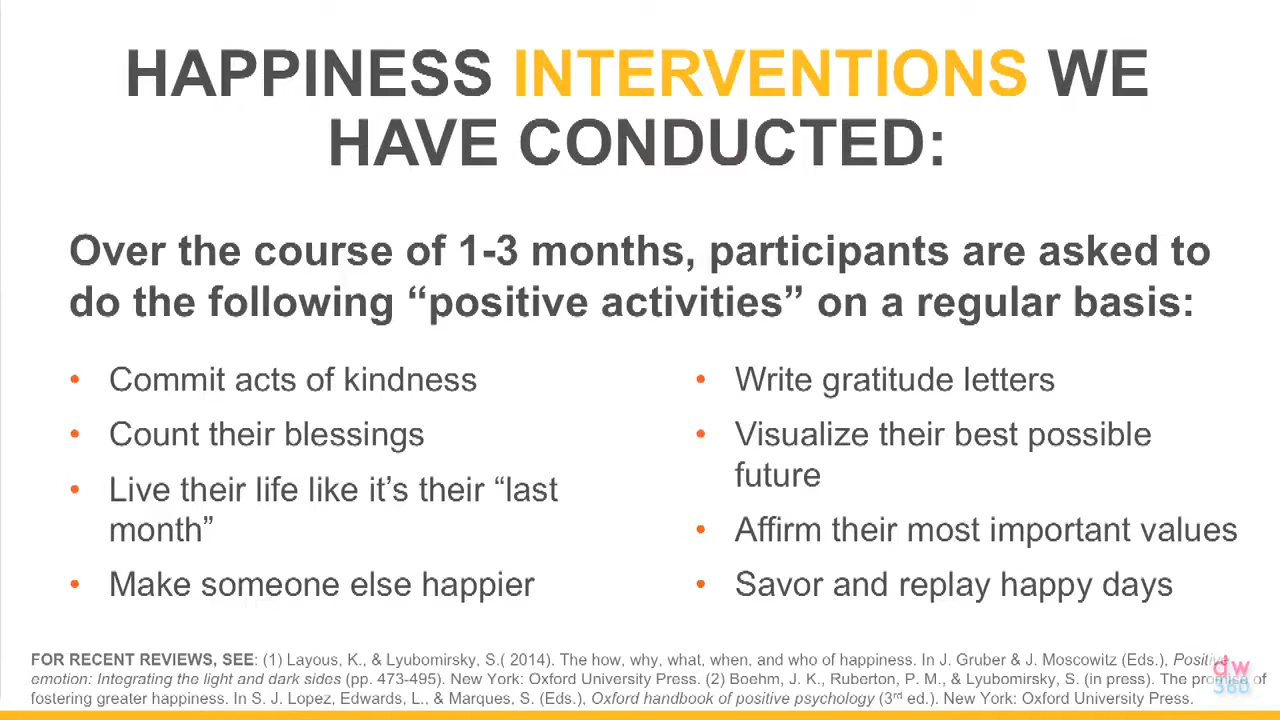 HAPPINESS INTERVENTIONS WE
HAVE CONDUCTED:
Over the course of 1-3 months, participants are asked to
do the following “positive activities” on a regular basis:
• Commit acts of kindness
• Count their blessings
• Live their life like it’s their “last
month”
• Make someone else happier
• Write gratitude letters
• Visualize their best possible
future
• Affirm their most important values
• Savor and replay happy days
FOR RECENT REVIEWS, SEE: (1) Layous, K., & Lyubomirsky, S.( 2014). The how, why, what, when, and who of happiness. In J. Gruber & J. Moscowitz (Eds.), Positive
emotion: Integrating the light and dark sides (pp. 473-495). New York: Oxford University Press. (2) Boehm, J. K., Ruberton, P. M., & Lyubomirsky, S. (in press). The promise of
fostering greater happiness. In S. J. Lopez, Edwards, L., & Marques, S. (Eds.), Oxford handbook of positive psychology (3rd ed.). New York: Oxford University Press.
dw
360